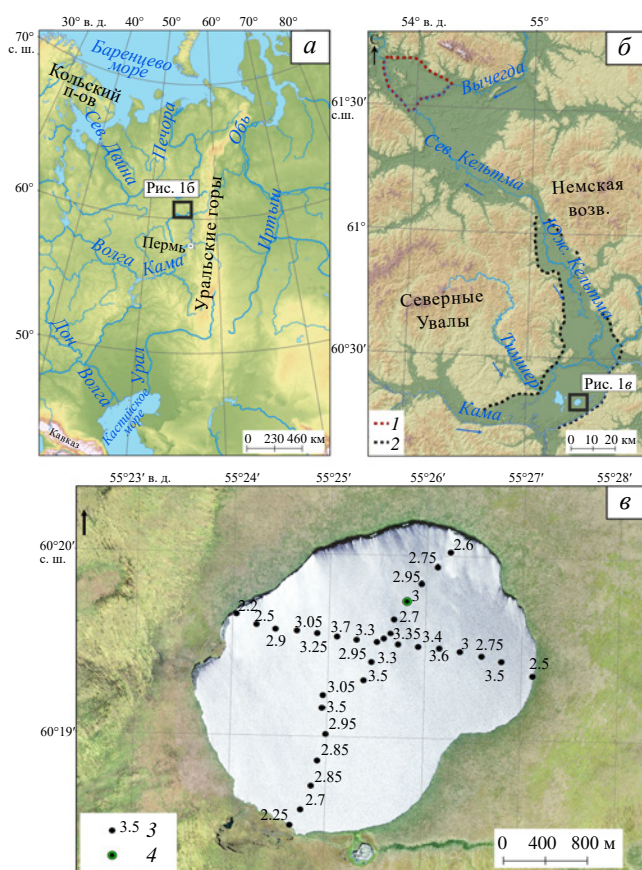 30° в. д. 40° 50° 60° 70° 80°
70°
с. ш.
60°
50°
а
Баренцево
море
Кольский
п-ов
Сев. Двина
Печора
Обь
Рис. 1б
Уральские горы
Иртыш
Пермь
Волга
Кама
Дон
Волга
Урал
Каспийское
море
Кавказ
0 230 460 км
54° в. д. 55°
б
С
61°30′
с.ш.
61°
60°30′
Вычегда
Сев. Кельтма
Немская
возв.
Юж. Кельтма
Северные
Увалы
Тимшер
Рис. 1в
Кама
1
2
0 10 20 км
55°23′ в. д. 55°24′ 55°25′ 55°26′ 55°27′ 55°28′
в
60°20′
с. ш.
60°19′
2.6
2.75
2.95
3
2.7
2.2
2.5
2.9
3.05
3.25
3.7
3.3
2.95
3.35
3.4
3.6
3
2.75
3.5
2.5
3.3
3.5
3.05
3.5
2.95
2.85
2.85
2.7
2.25
3.5 3
4
0 400 800 м